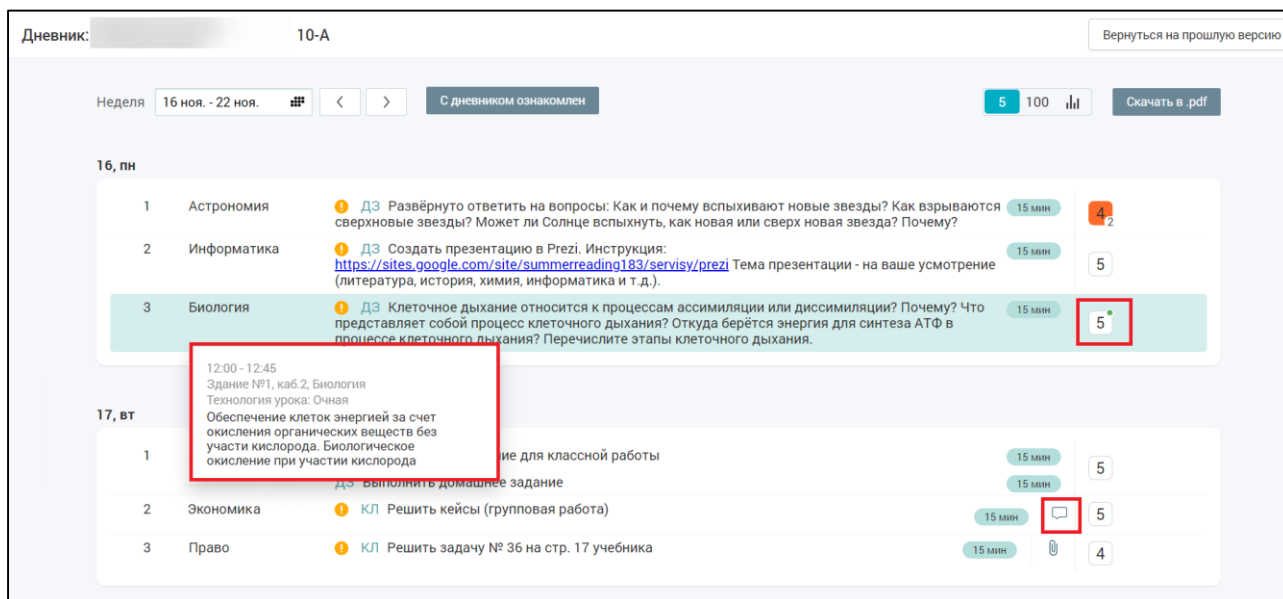 Дневник: 10-А Вернуться на прошлую версию
Неделя 16 ноя. - 22 ноя. < > С дневником ознакомлен 5 100 Скачать в .pdf
16, пн
1 Астрономия ДЗ Развёрнуто ответить на вопросы: Как и почему вспыхивают новые звезды? Как взрываются 15 мин 4 2
сверхновые звезды? Может ли Солнце вспыхнуть, как новая или сверх новая звезда? Почему?
2 Информатика ДЗ Создать презентацию в Prezi. Инструкция: 15 мин 5
https://sites.google.com/site/summerreading183/servisy/prezi Тема презентации - на ваше усмотрение
(литература, история, химия, информатика и т.д.).
3 Биология ДЗ Клеточное дыхание относится к процессам ассимиляции или диссимиляции? Почему? Что 15 мин 5
представляет собой процесс клеточного дыхания? Откуда берётся энергия для синтеза АТФ в
процессе клеточного дыхания? Перечислите этапы клеточного дыхания.
12:00 - 12:45
Здание №1, каб.2, Биология
Технология урока: Очная
Обеспечение клеток энергией за счет
окисления органических веществ без
участи кислорода. Биологическое
окисление при участии кислорода
17, вт
1 ие для классной работы 15 мин 5
ДЗ Выполнить домашнее задание 15 мин
2 Экономика КЛ Решить кейсы (групповая работа) 15 мин 5
3 Право КЛ Решить задачу № 36 на стр. 17 учебника 15 мин 4